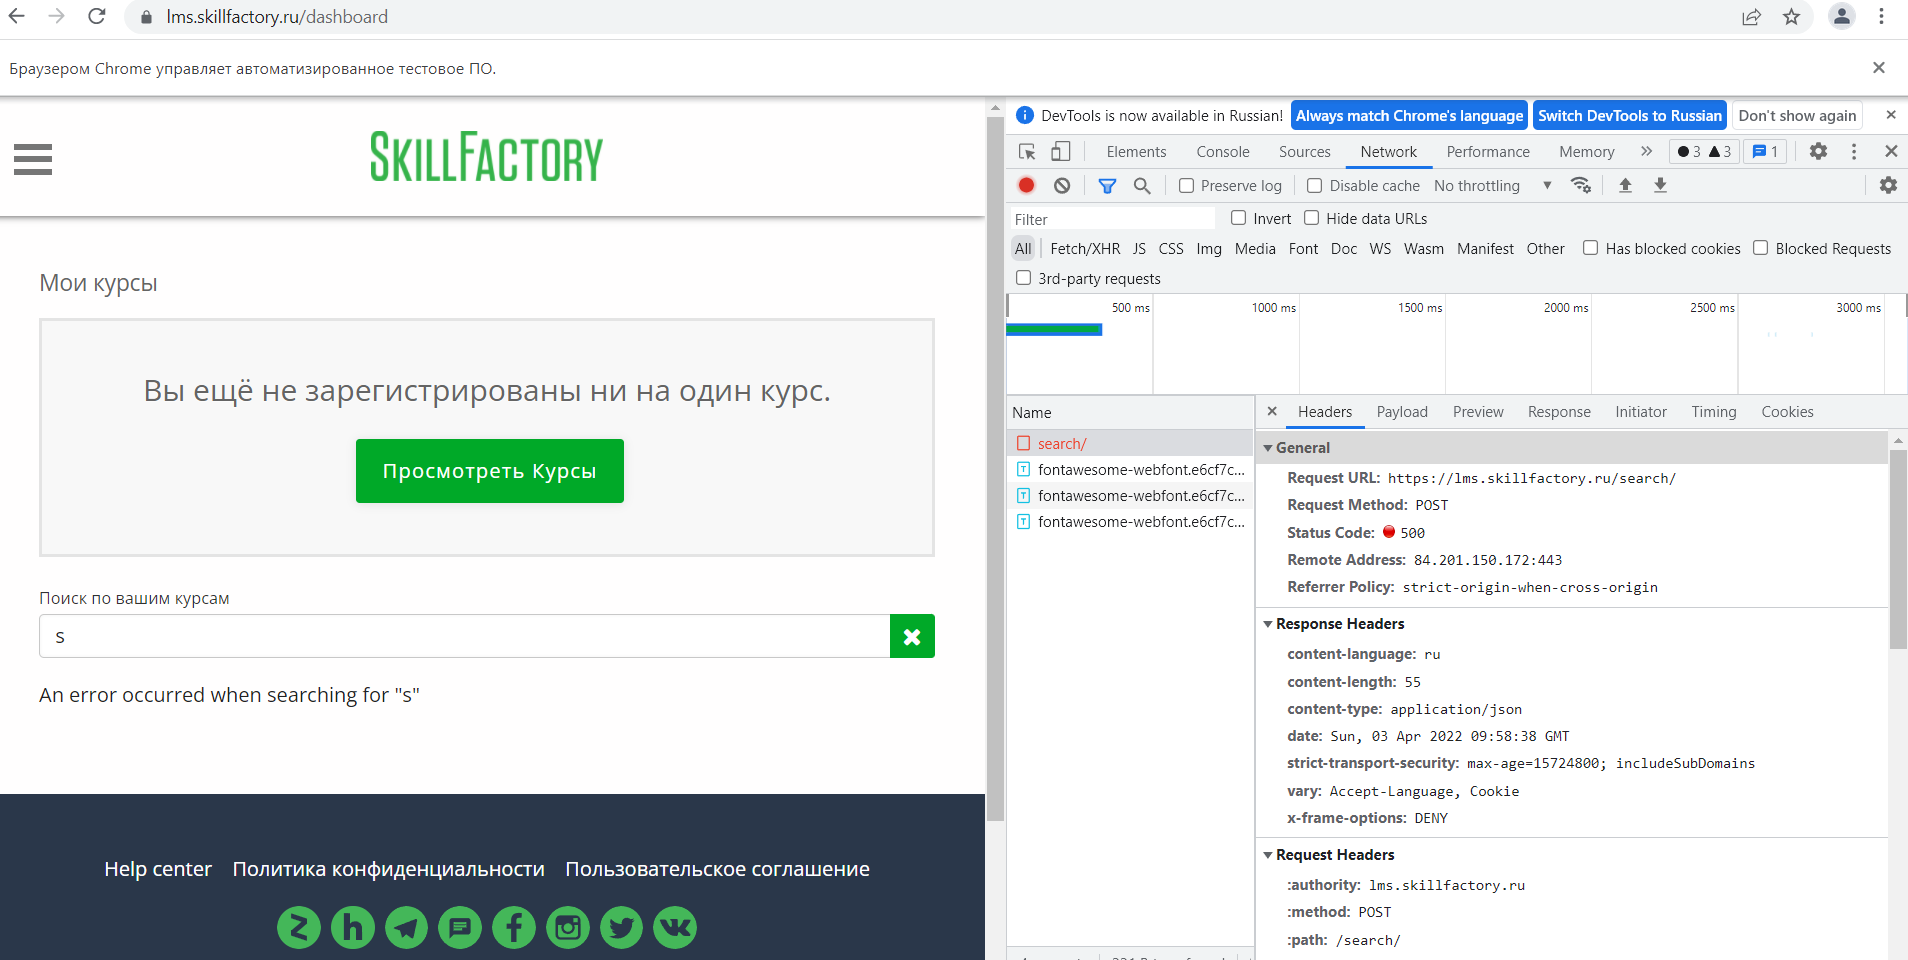 lms.skillfactory.ru/dashboard
Браузером Chrome управляет автоматизированное тестовое ПО.
SKILLFACTORY
Мои курсы
Вы ещё не зарегистрированы ни на один курс.
Просмотреть Курсы
Поиск по вашим курсам
s
An error occurred when searching for "s"
Help center Политика конфиденциальности Пользовательское соглашение
DevTools is now available in Russian! Always match Chrome's language Switch DevTools to Russian Don't show again
Elements Console Sources Network Performance Memory 3 3 1
Preserve log Disable cache No throttling
Filter Invert Hide data URLs
All Fetch/XHR JS CSS Img Media Font Doc WS Wasm Manifest Other Has blocked cookies Blocked Requests
3rd-party requests
500 ms 1000 ms 1500 ms 2000 ms 2500 ms 3000 ms
Name
search/
fontawesome-webfont.e6cf7c...
fontawesome-webfont.e6cf7c...
fontawesome-webfont.e6cf7c...
Headers Payload Preview Response Initiator Timing Cookies
General
Request URL: https://lms.skillfactory.ru/search/
Request Method: POST
Status Code: 500
Remote Address: 84.201.150.172:443
Referrer Policy: strict-origin-when-cross-origin
Response Headers
content-language: ru
content-length: 55
content-type: application/json
date: Sun, 03 Apr 2022 09:58:38 GMT
strict-transport-security: max-age=15724800; includeSubDomains
vary: Accept-Language, Cookie
x-frame-options: DENY
Request Headers
:authority: lms.skillfactory.ru
:method: POST
:path: /search/